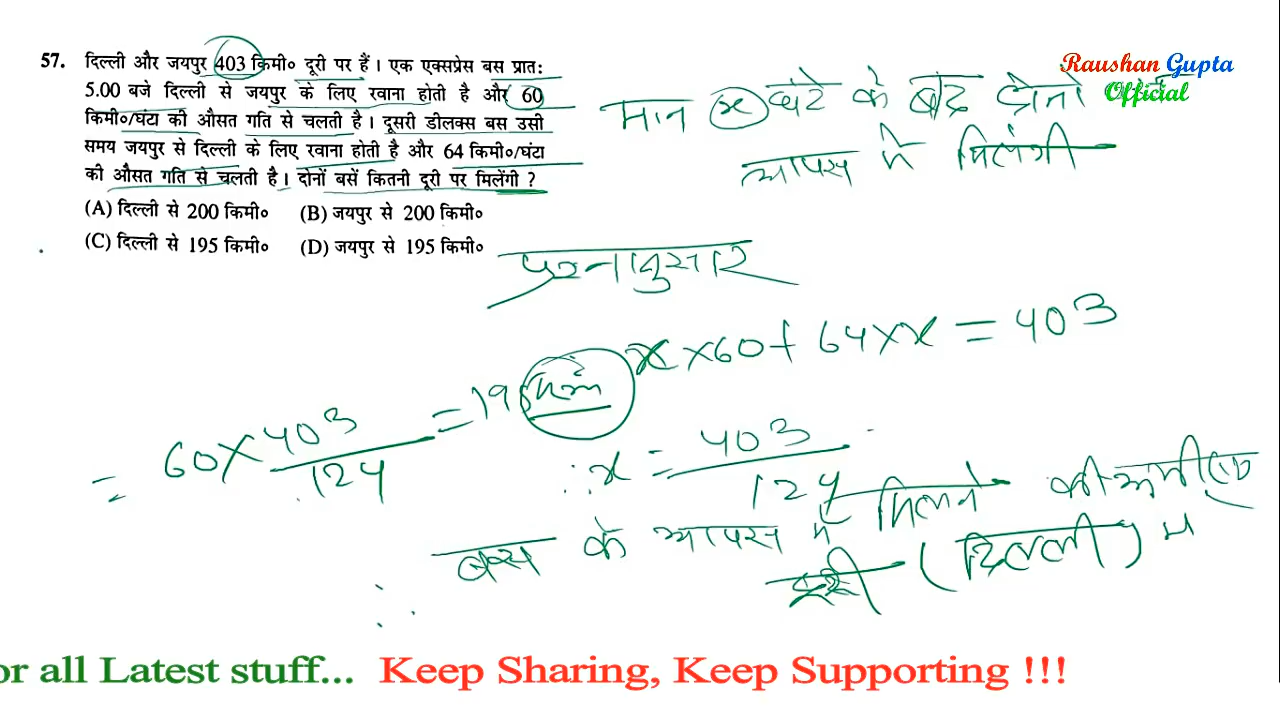 57. दिल्ली और जयपुर 403 किमी० दूरी पर हैं। एक एक्सप्रेस बस प्रातः
5.00 बजे दिल्ली से जयपुर के लिए रवाना होती है और 60
किमी०/घंटा की औसत गति से चलती है। दूसरी डीलक्स बस उसी
समय जयपुर से दिल्ली के लिए रवाना होती है और 64 किमी०/घंटा
की औसत गति से चलती है। दोनों बसें कितनी दूरी पर मिलेंगी ?
(A) दिल्ली से 200 किमी० (B) जयपुर से 200 किमी०
(C) दिल्ली से 195 किमी० (D) जयपुर से 195 किमी०
Raushan Gupta
Official
मान x घंटे के बाद दोनो
आपस में मिलेगी
प्रश्नानुसार
x×60+64×x=403
∴x=403/124
बस के आपस में मिलने की
दूरी (दिल्ली) से
=60×403/124=195
or all Latest stuff... Keep Sharing, Keep Supporting !!!